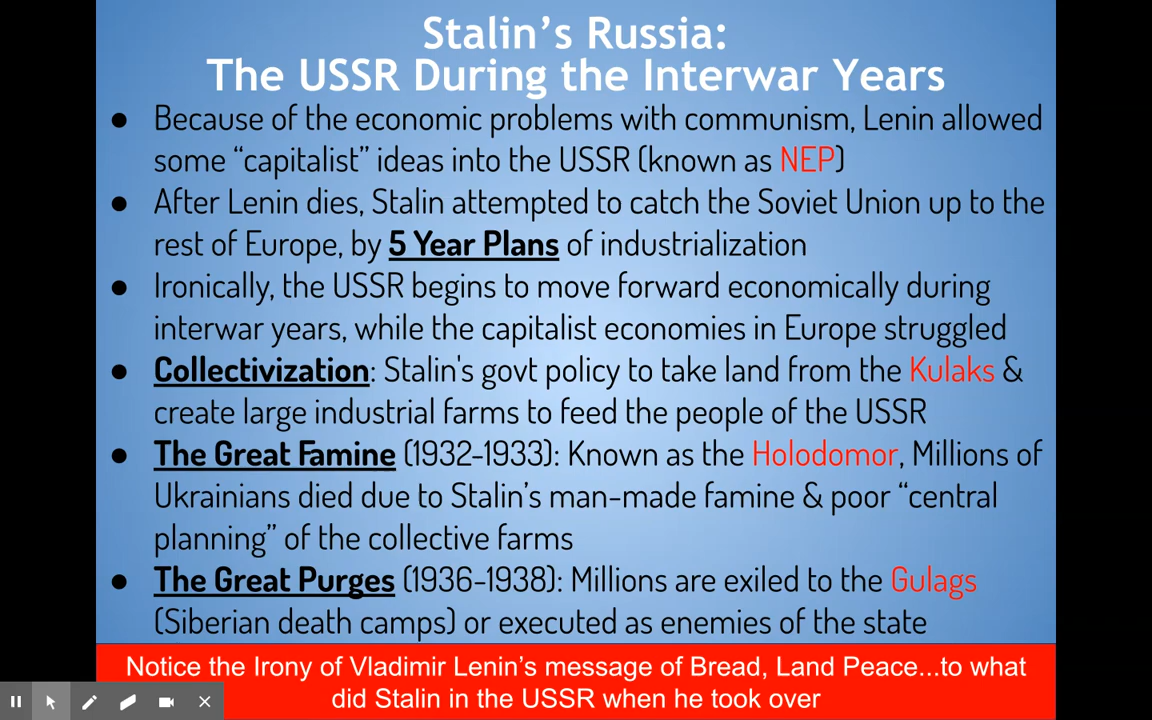 Stalin's Russia:
The USSR During the Interwar Years
● Because of the economic problems with communism, Lenin allowed
some “capitalist” ideas into the USSR (known as NEP)
● After Lenin dies, Stalin attempted to catch the Soviet Union up to the
rest of Europe, by 5 Year Plans of industrialization
● Ironically, the USSR begins to move forward economically during
interwar years, while the capitalist economies in Europe struggled
● Collectivization: Stalin's govt policy to take land from the Kulaks &
create large industrial farms to feed the people of the USSR
● The Great Famine (1932-1933): Known as the Holodomor, Millions of
Ukrainians died due to Stalin's man-made famine & poor “central
planning” of the collective farms
● The Great Purges (1936-1938): Millions are exiled to the Gulags
(Siberian death camps) or executed as enemies of the state
Notice the Irony of Vladimir Lenin's message of Bread, Land Peace...to what
did Stalin in the USSR when he took over